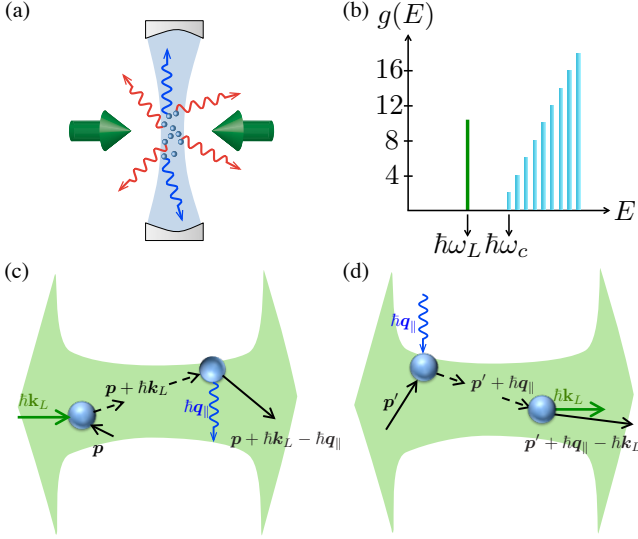 (a)
(b)
g(E)
16
12
8
4
E
ħω_L ħω_c
(c)
(d)
ħk_L
p + ħk_L
ħq_∥
p
p + ħk_L − ħq_∥
ħq_∥
p′
p′ + ħq_∥
ħk_L
p′ + ħq_∥ − ħk_L